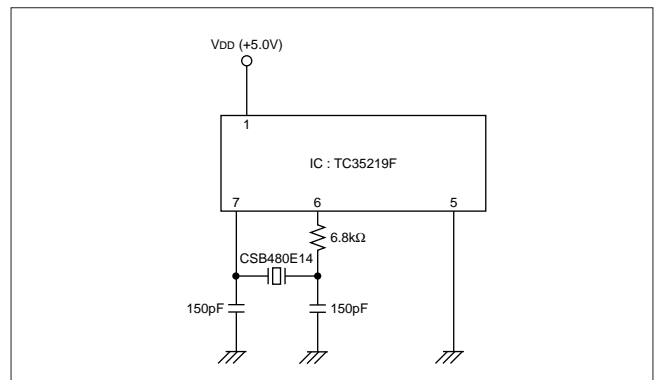 VDD (+5.0V)
1
IC : TC35219F
7 6 5
6.8kΩ
CSB480E14
150pF 150pF